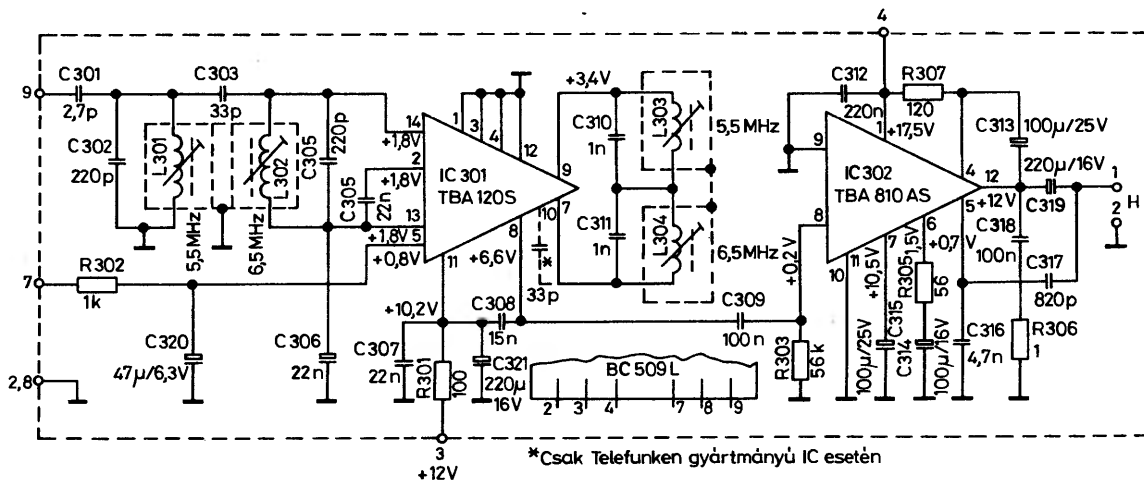 4
9
C301
2,7p
C302
220p
C303
33p
L301
L302
5,5MHz
6,5MHz
C305
220p
C305
22n
14
+1,8V
2
+1,8V
13
+1,8V
5
+0,8V
1
3
4
12
IC 301
TBA 120S
9
10
7
8
11
+6,6V
*
33p
+3,4V
C310
1n
C311
1n
L303
5,5 MHz
L304
6,5MHz
7
R302
1k
C320
47µ/6,3V
2,8
C306
22n
+10,2V
C307
22n
R301
100
C308
15n
C321
220µ
16V
3
+12V
BC 509 L
2
3
4
7
8
9
C309
100n
R303
56k
+0,2V
C312
220n
R307
120
9
1
+17,5V
IC 302
TBA 810 AS
8
10
11
7
6
4
12
5
+12V
+10,5V
1,5V
+0,7V
R305
56
C315
100µ/25V
C314
100µ/16V
C313
100µ/25V
220µ/16V
C319
C318
100n
C317
820p
C316
4,7n
R306
1
1
H
2
*Csak Telefunken gyártmányú IC esetén